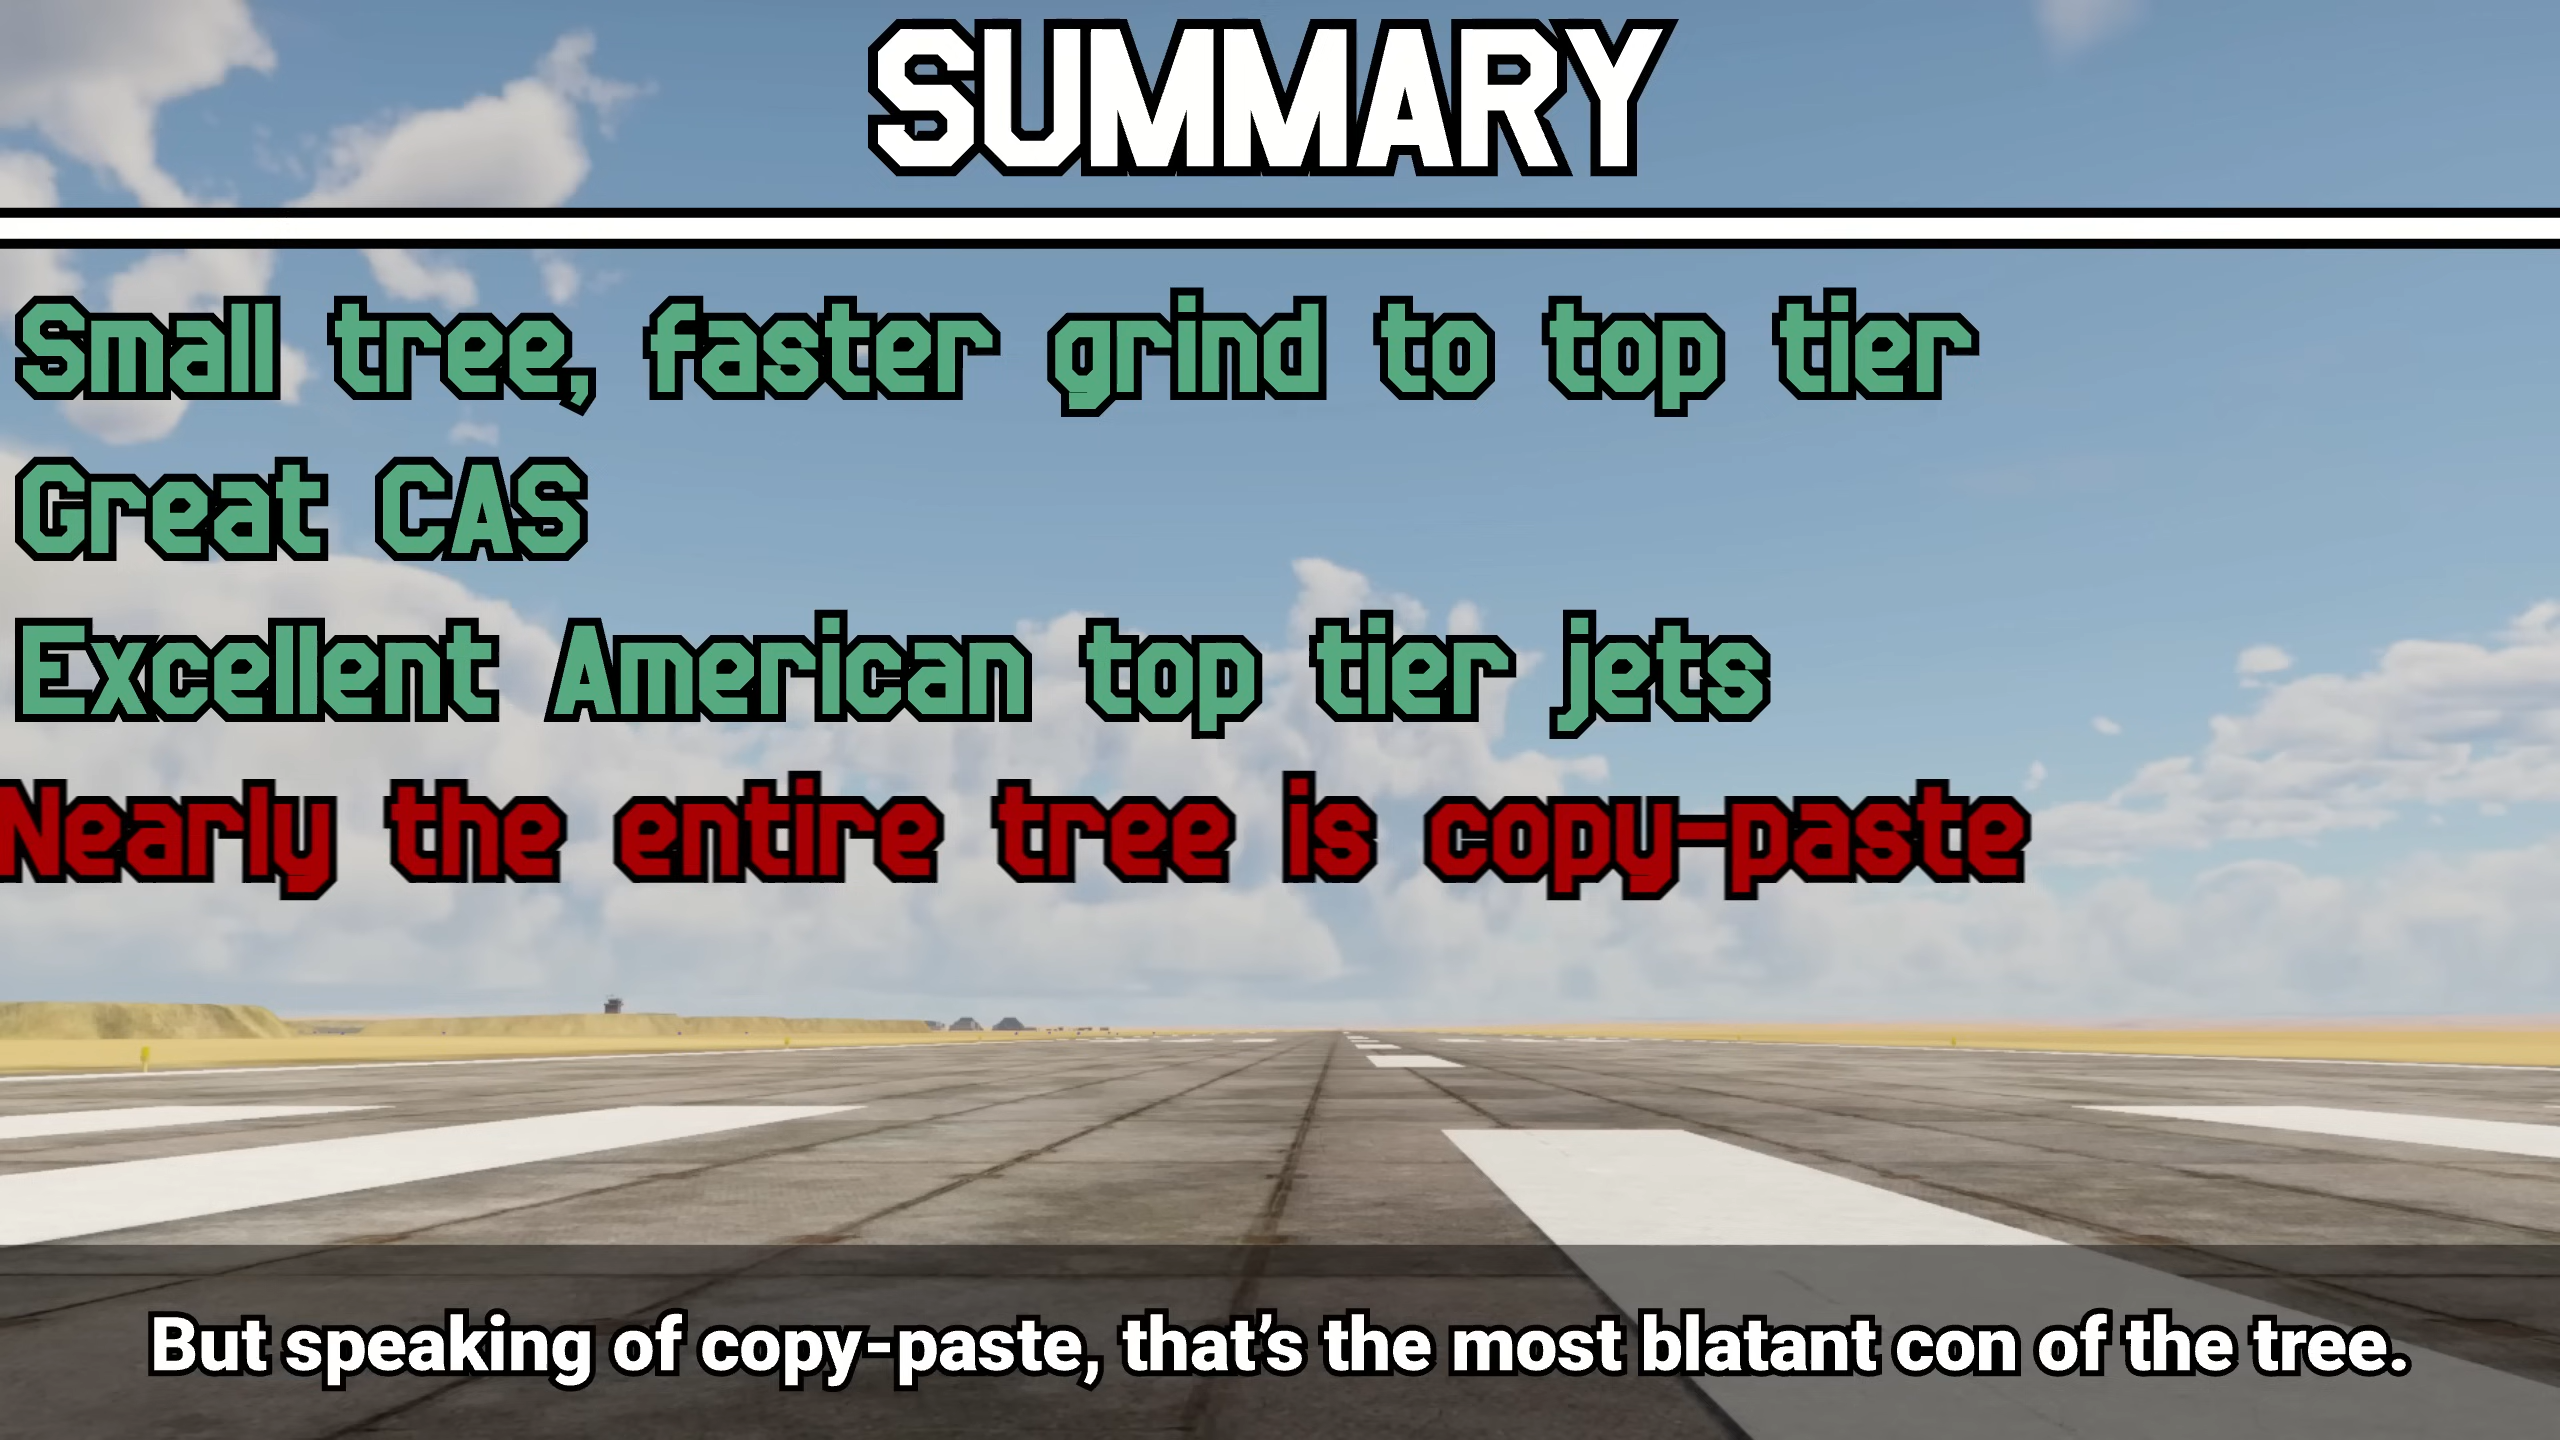 SUMMARY
Small tree, faster grind to top tier
Great CAS
Excellent American top tier jets
Nearly the entire tree is copy-paste
But speaking of copy-paste, that's the most blatant con of the tree.